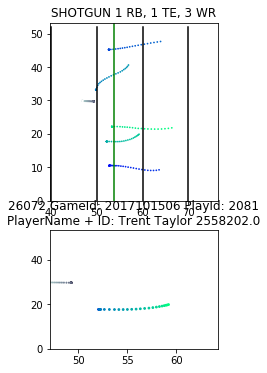 SHOTGUN 1 RB, 1 TE, 3 WR
50
40
30
20
10
0
40 50 60 70
26072 GameId: 2017101506 PlayId: 2081
PlayerName + ID: Trent Taylor 2558202.0
40
20
0
50 55 60